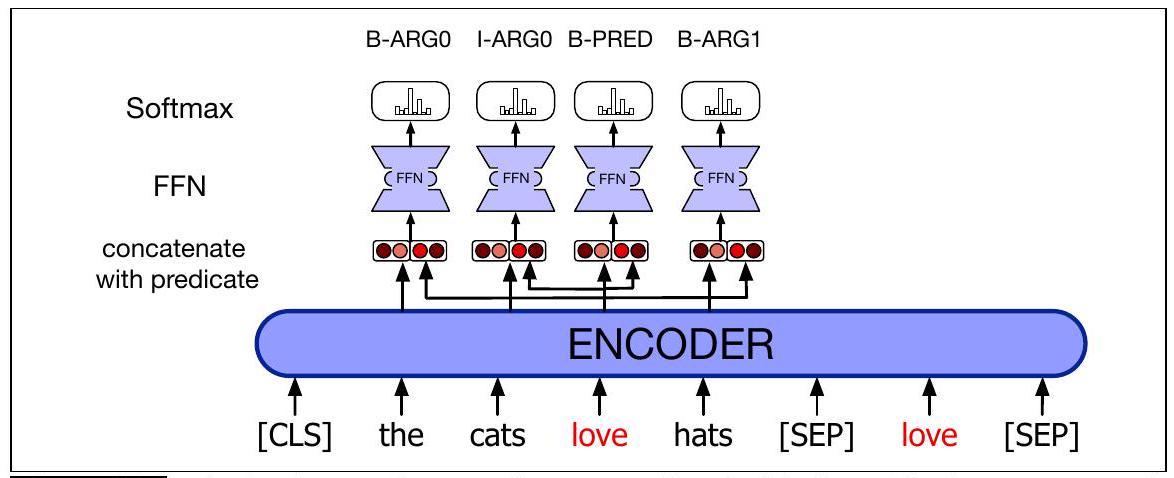 B-ARG0 I-ARG0 B-PRED B-ARG1
Softmax
FFN FFN FFN FFN FFN
concatenate
with predicate
ENCODER
[CLS] the cats love hats [SEP] love [SEP]